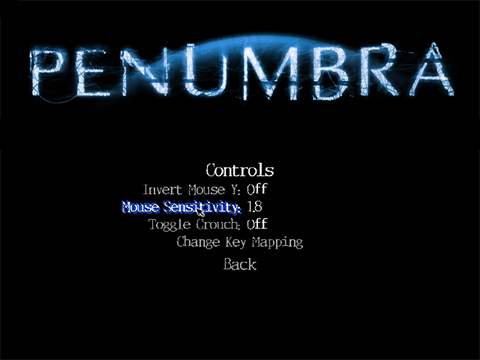 PENUMBRA
Controls
Invert Mouse Y: Off
Mouse Sensitivity: 1.8
Toggle Crouch: Off
Change Key Mapping
Back